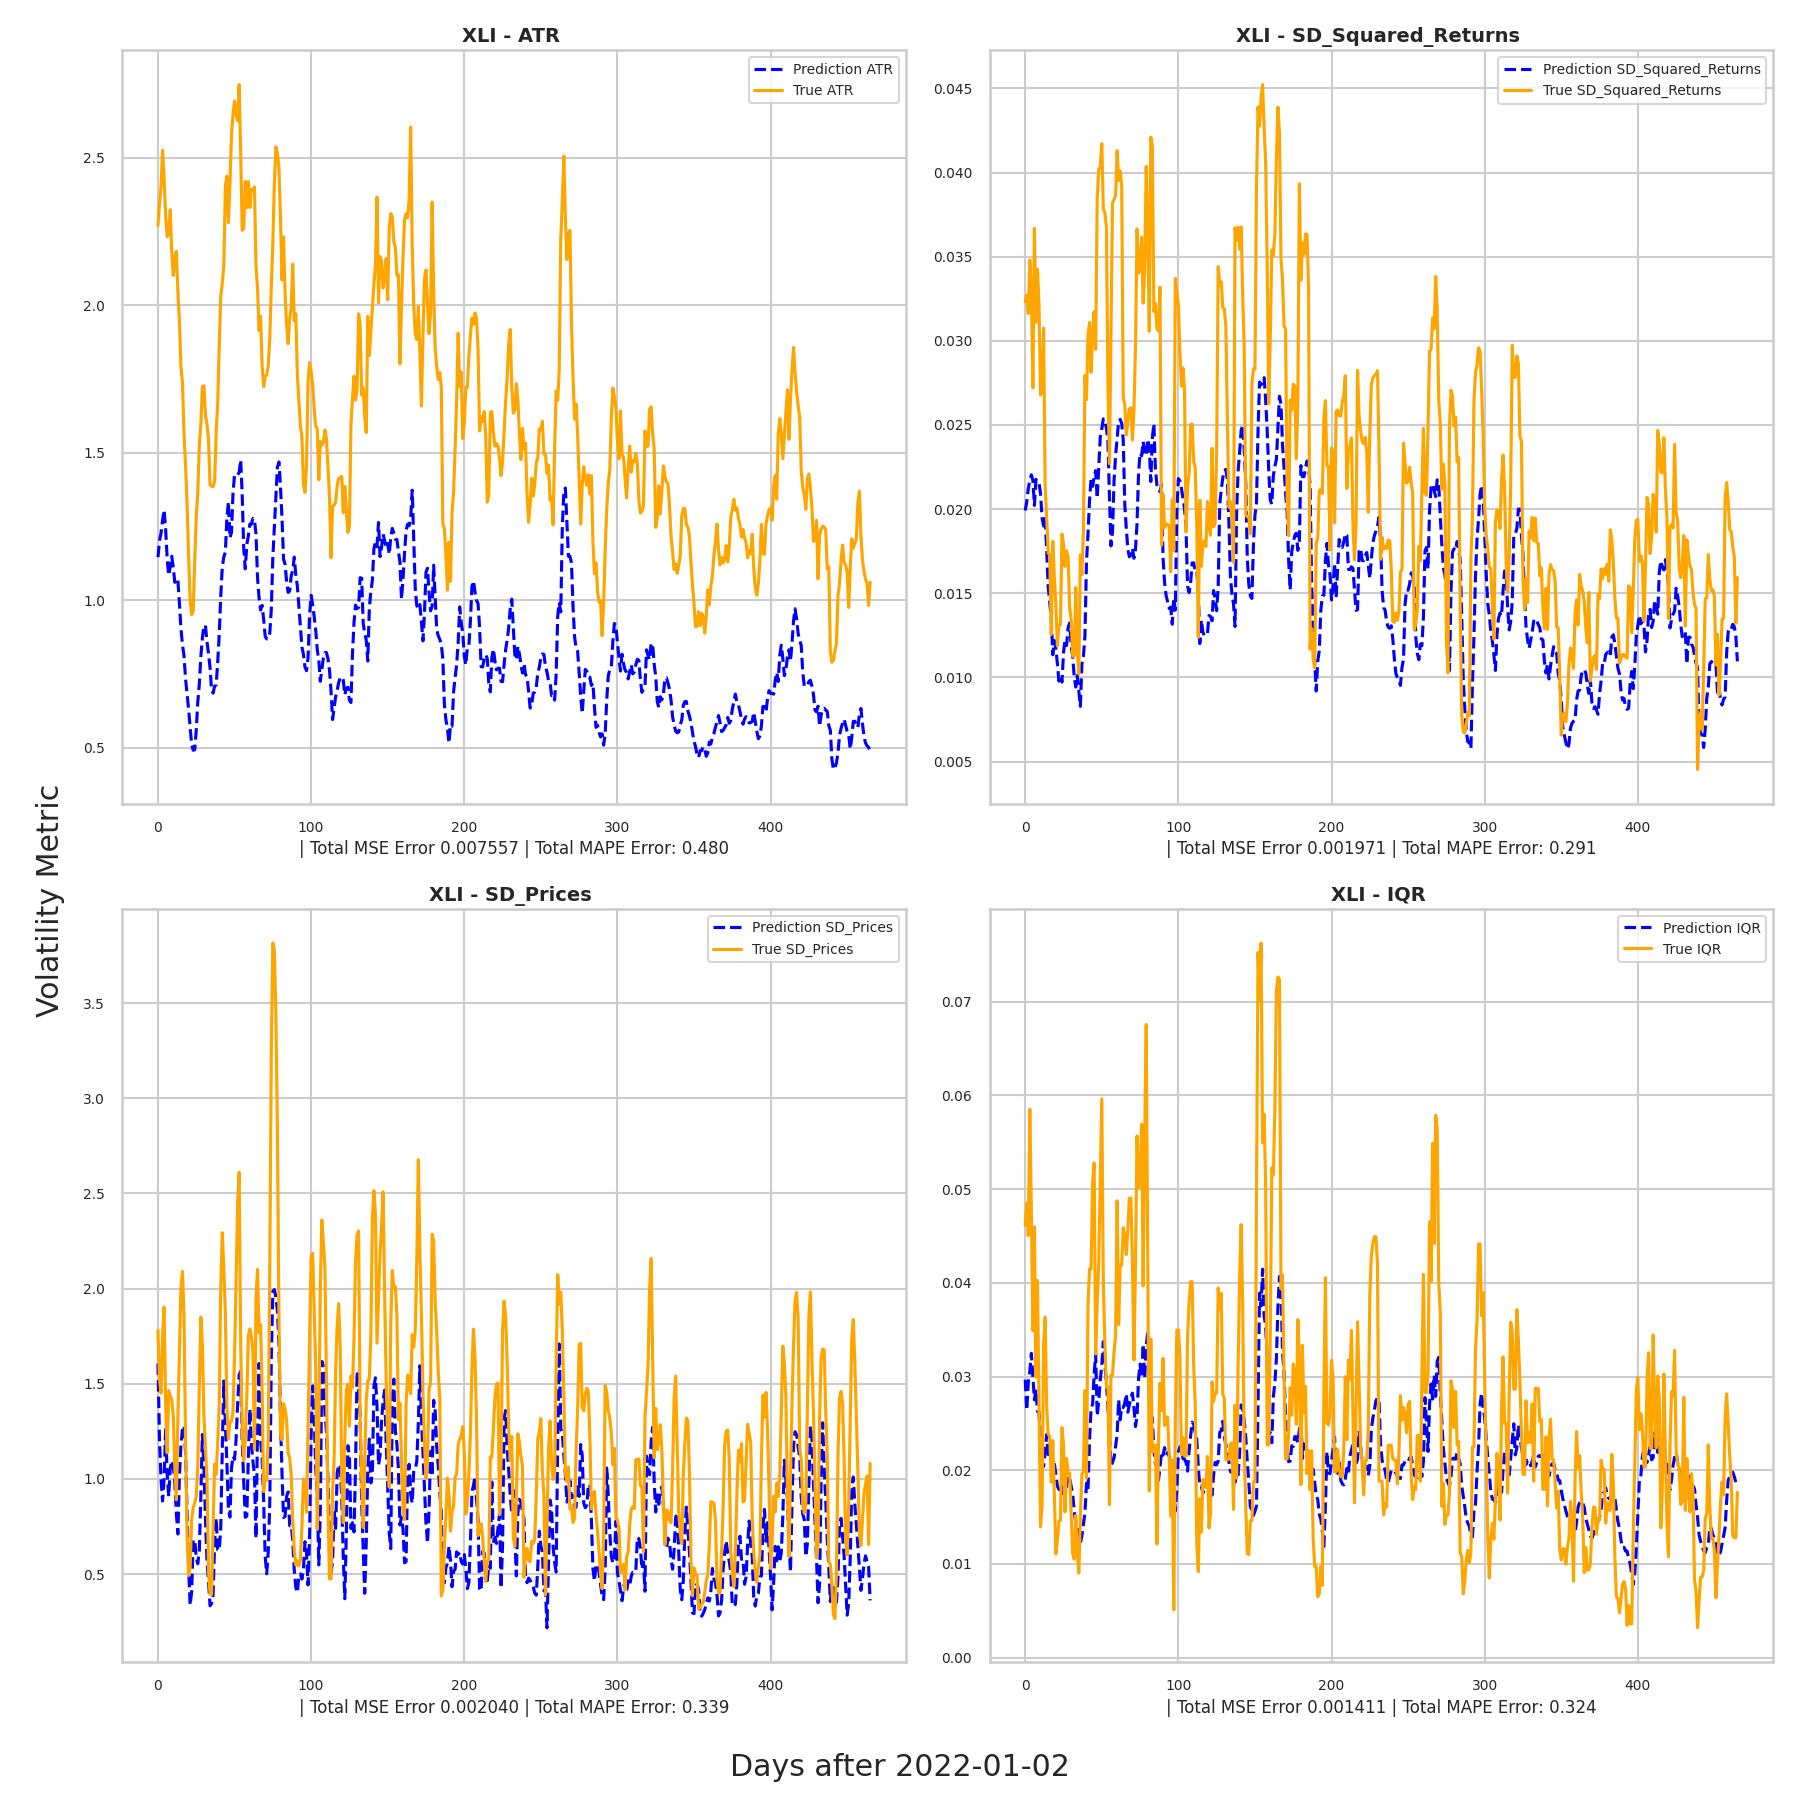 XLI - ATR
Prediction ATR
True ATR
2.5
2.0
1.5
1.0
0.5
0
100
200
300
400
| Total MSE Error 0.007557 | Total MAPE Error: 0.480
XLI - SD_Squared_Returns
Prediction SD_Squared_Returns
True SD_Squared_Returns
0.045
0.040
0.035
0.030
0.025
0.020
0.015
0.010
0.005
0
100
200
300
400
| Total MSE Error 0.001971 | Total MAPE Error: 0.291
Volatility Metric
XLI - SD_Prices
Prediction SD_Prices
True SD_Prices
3.5
3.0
2.5
2.0
1.5
1.0
0.5
0
100
200
300
400
| Total MSE Error 0.002040 | Total MAPE Error: 0.339
XLI - IQR
Prediction IQR
True IQR
0.07
0.06
0.05
0.04
0.03
0.02
0.01
0.00
0
100
200
300
400
| Total MSE Error 0.001411 | Total MAPE Error: 0.324
Days after 2022-01-02